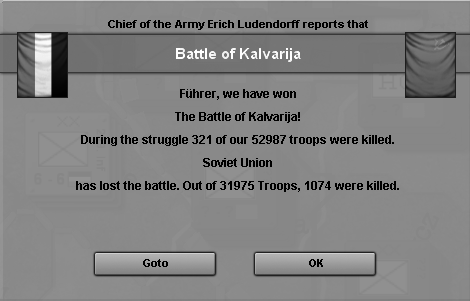 Chief of the Army Erich Ludendorff reports that
Battle of Kalvarija
Führer, we have won
The Battle of Kalvarija!
During the struggle 321 of our 52987 troops were killed.
Soviet Union
has lost the battle. Out of 31975 Troops, 1074 were killed.
Goto
OK